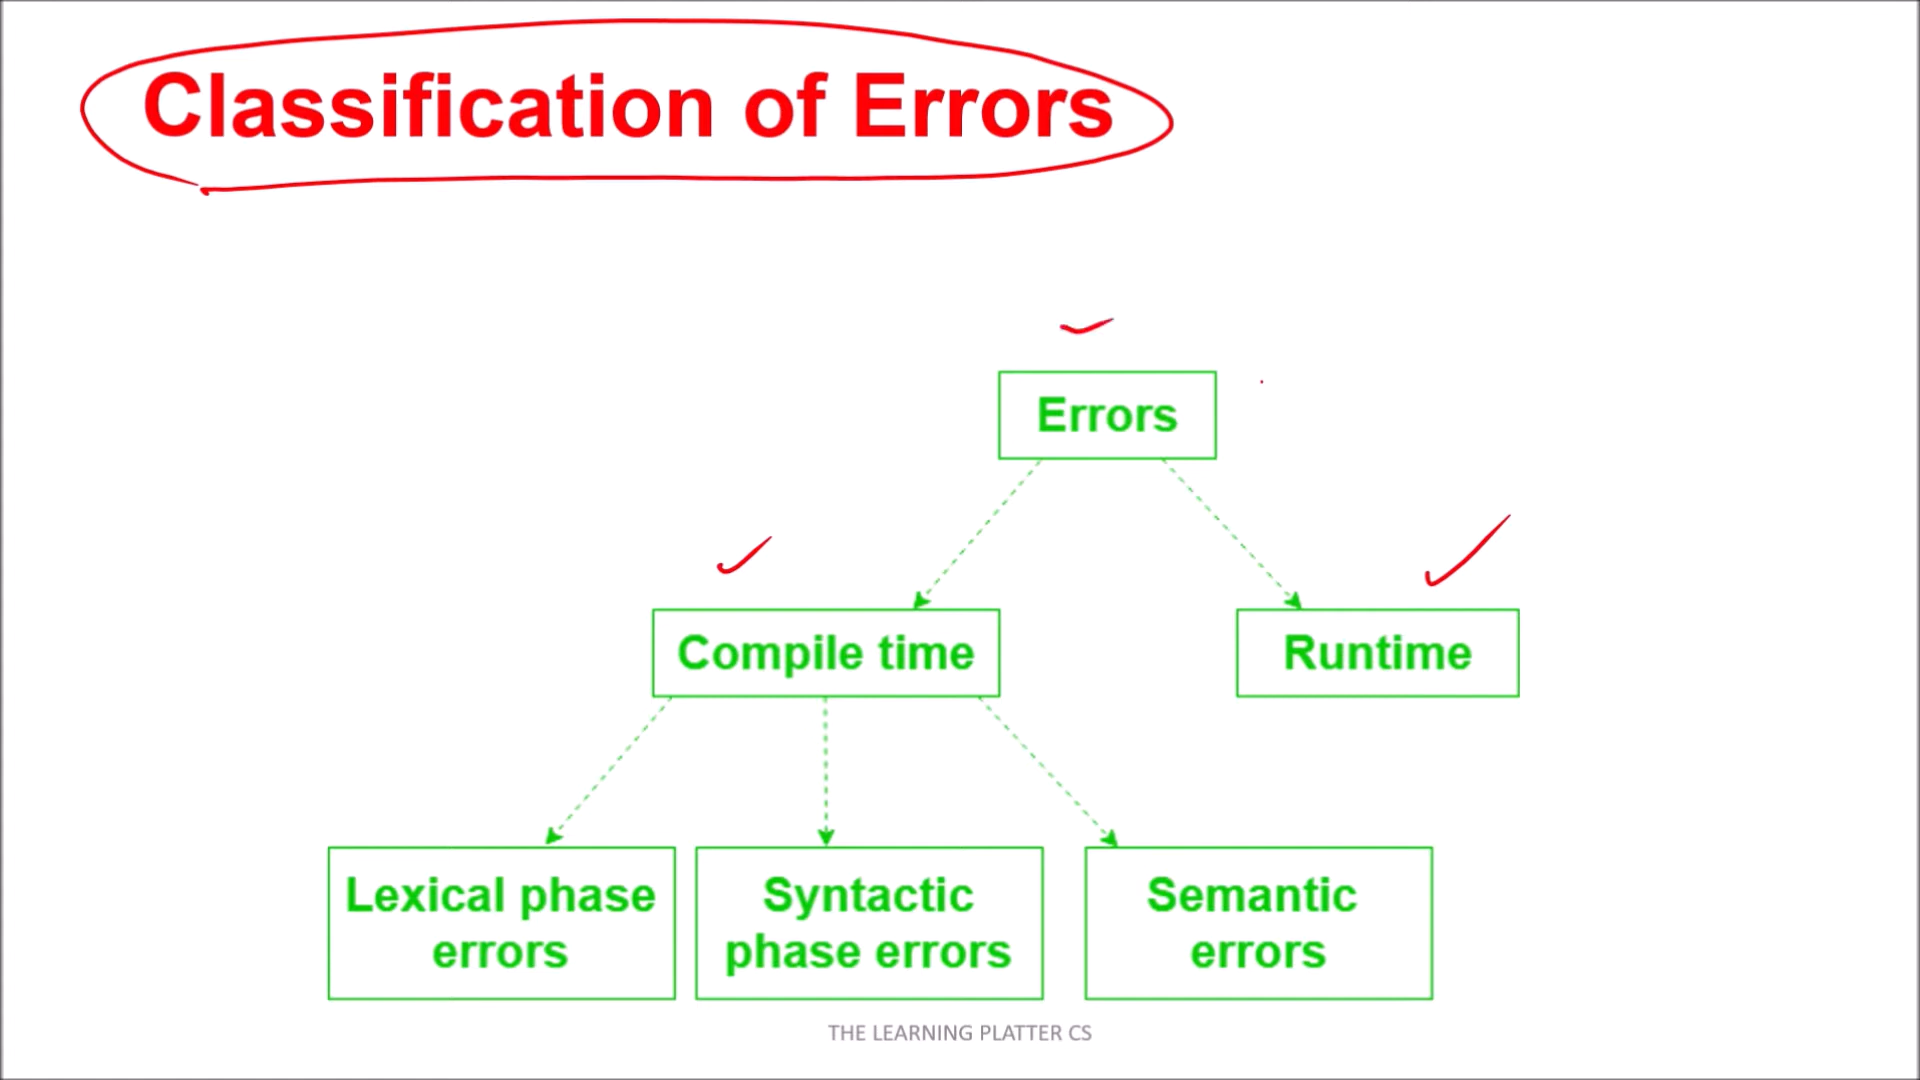 Classification of Errors
Errors
Compile time
Runtime
Lexical phase
errors
Syntactic
phase errors
Semantic
errors
THE LEARNING PLATTER CS